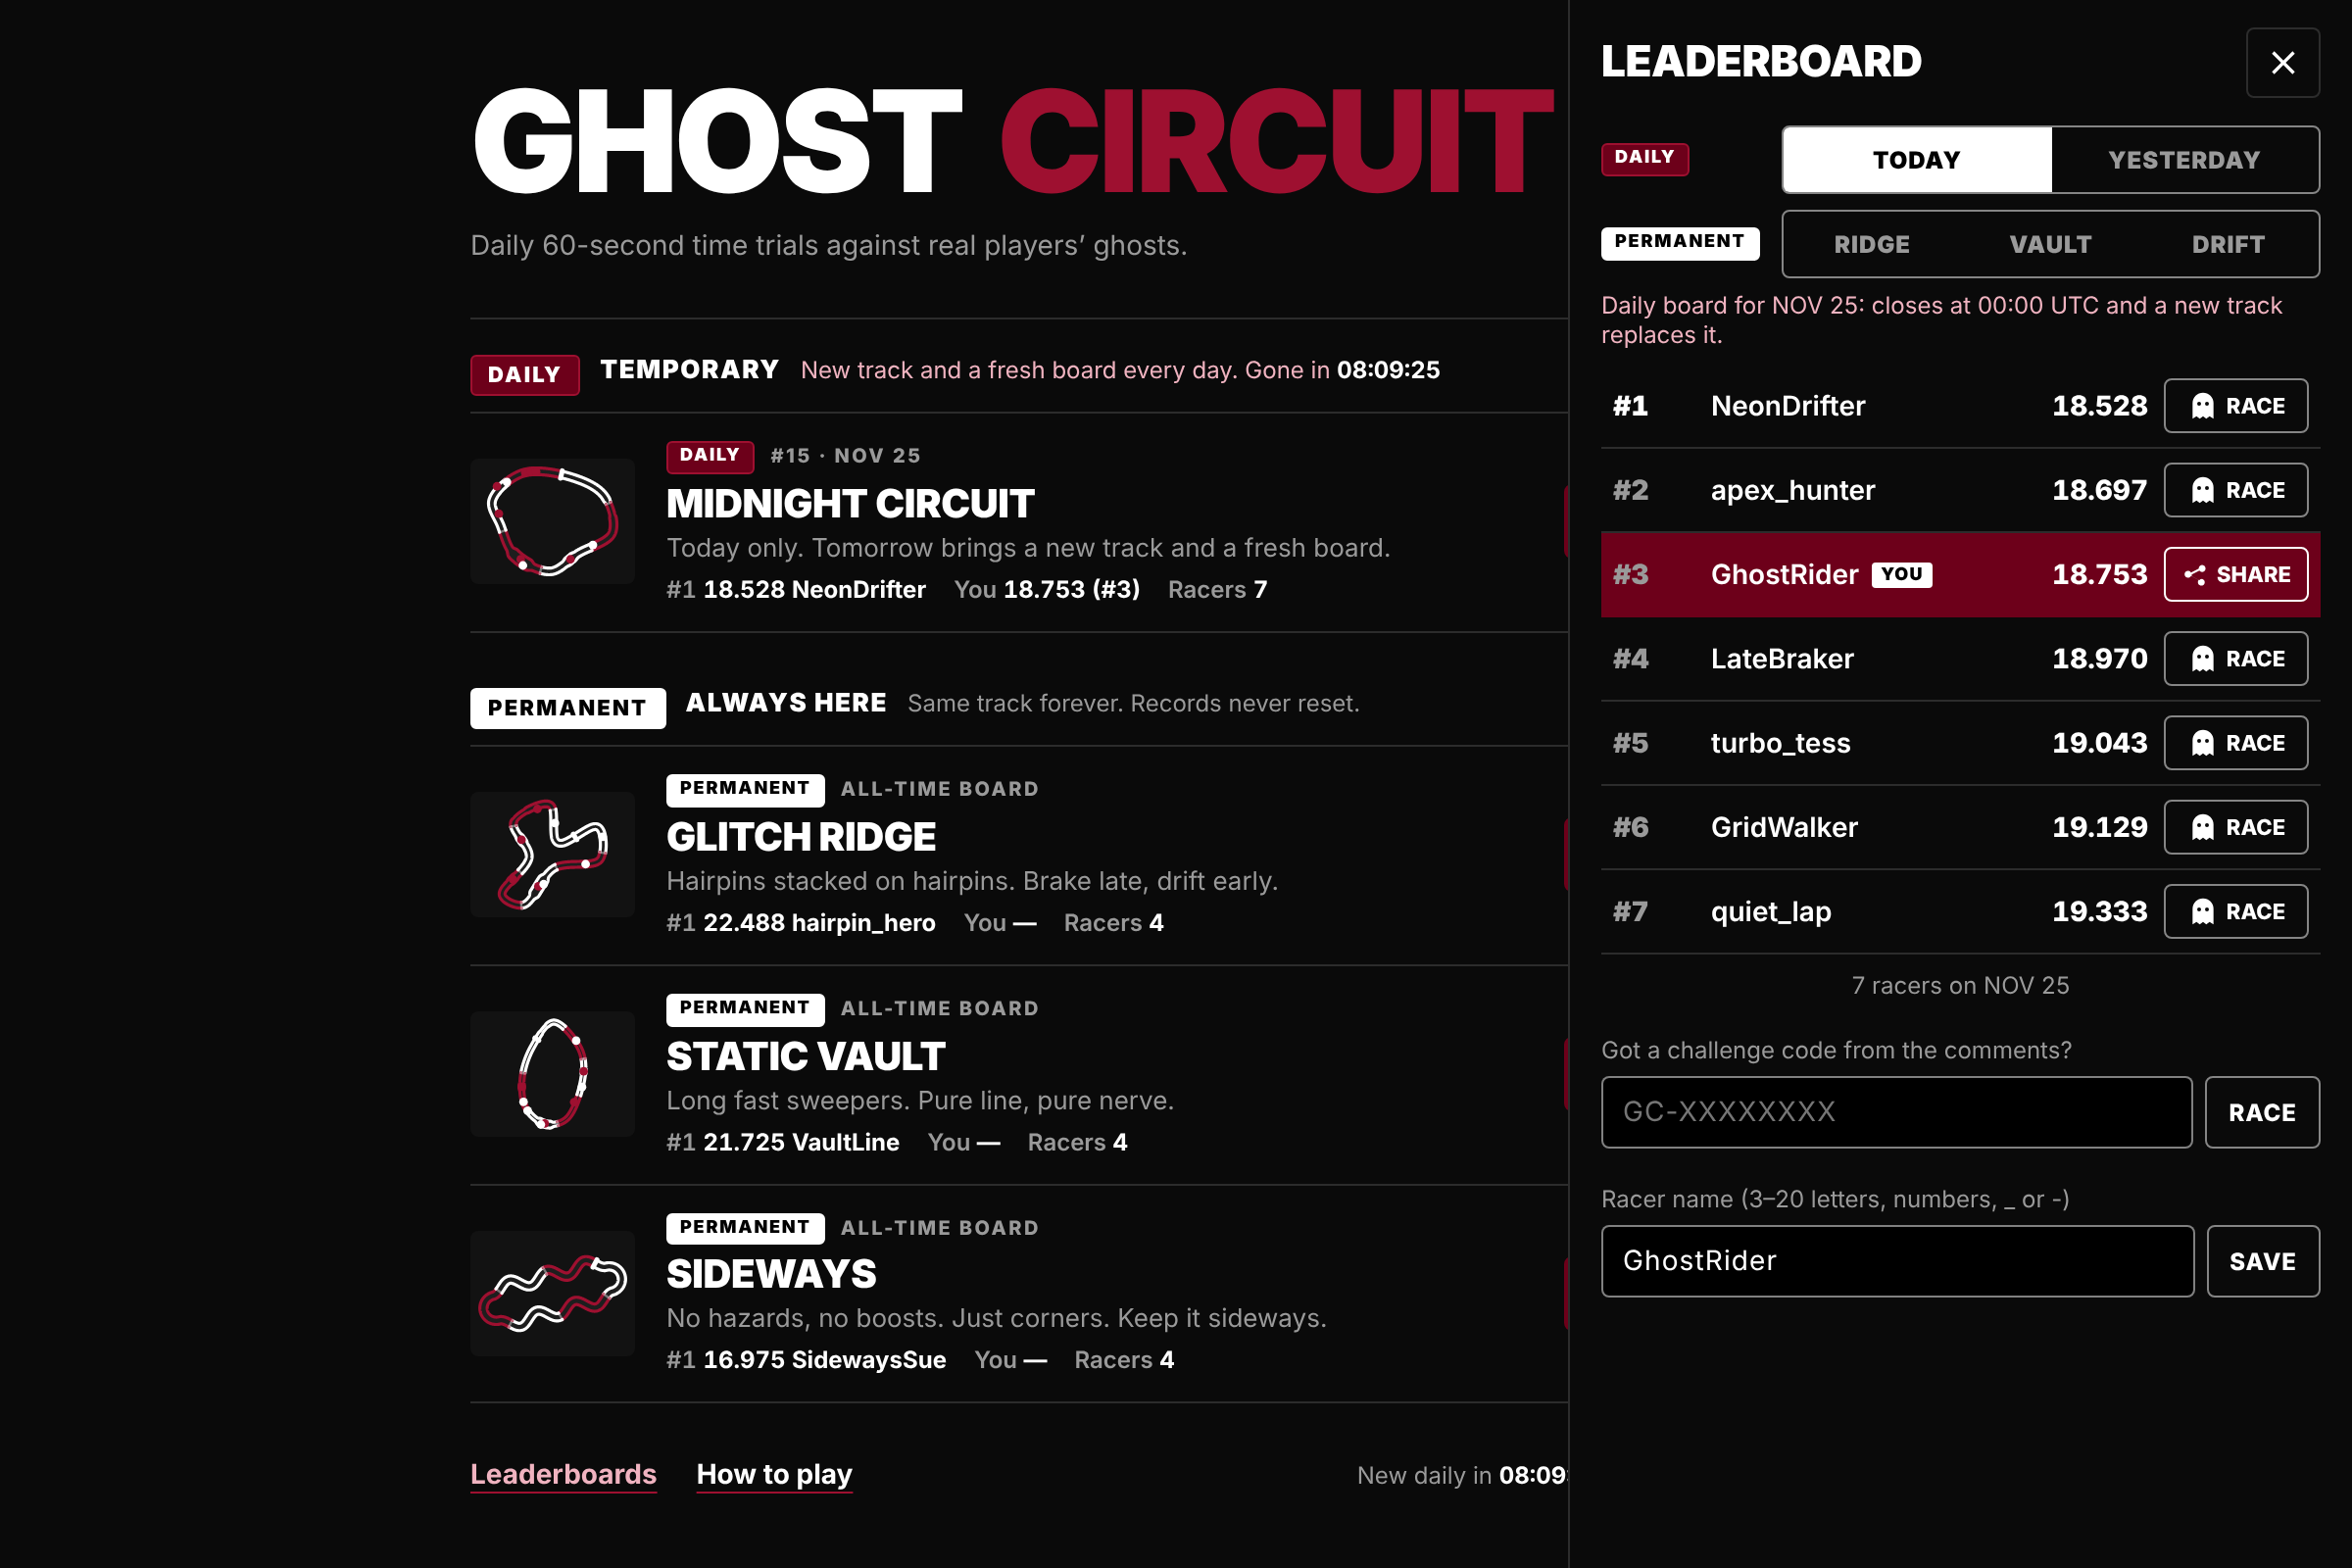 GHOST CIRCUIT
Daily 60-second time trials against real players’ ghosts.
DAILY TEMPORARY New track and a fresh board every day. Gone in 08:09:25
DAILY #15 · NOV 25
MIDNIGHT CIRCUIT
Today only. Tomorrow brings a new track and a fresh board.
#1 18.528 NeonDrifter You 18.753 (#3) Racers 7
PERMANENT ALWAYS HERE Same track forever. Records never reset.
PERMANENT ALL-TIME BOARD
GLITCH RIDGE
Hairpins stacked on hairpins. Brake late, drift early.
#1 22.488 hairpin_hero You — Racers 4
PERMANENT ALL-TIME BOARD
STATIC VAULT
Long fast sweepers. Pure line, pure nerve.
#1 21.725 VaultLine You — Racers 4
PERMANENT ALL-TIME BOARD
SIDEWAYS
No hazards, no boosts. Just corners. Keep it sideways.
#1 16.975 SidewaysSue You — Racers 4
Leaderboards How to play New daily in 08:09:
LEADERBOARD
DAILY TODAY YESTERDAY
PERMANENT RIDGE VAULT DRIFT
Daily board for NOV 25: closes at 00:00 UTC and a new track
replaces it.
#1 NeonDrifter 18.528 RACE
#2 apex_hunter 18.697 RACE
#3 GhostRider YOU 18.753 SHARE
#4 LateBraker 18.970 RACE
#5 turbo_tess 19.043 RACE
#6 GridWalker 19.129 RACE
#7 quiet_lap 19.333 RACE
7 racers on NOV 25
Got a challenge code from the comments?
GC-XXXXXXXX RACE
Racer name (3–20 letters, numbers, _ or -)
GhostRider SAVE